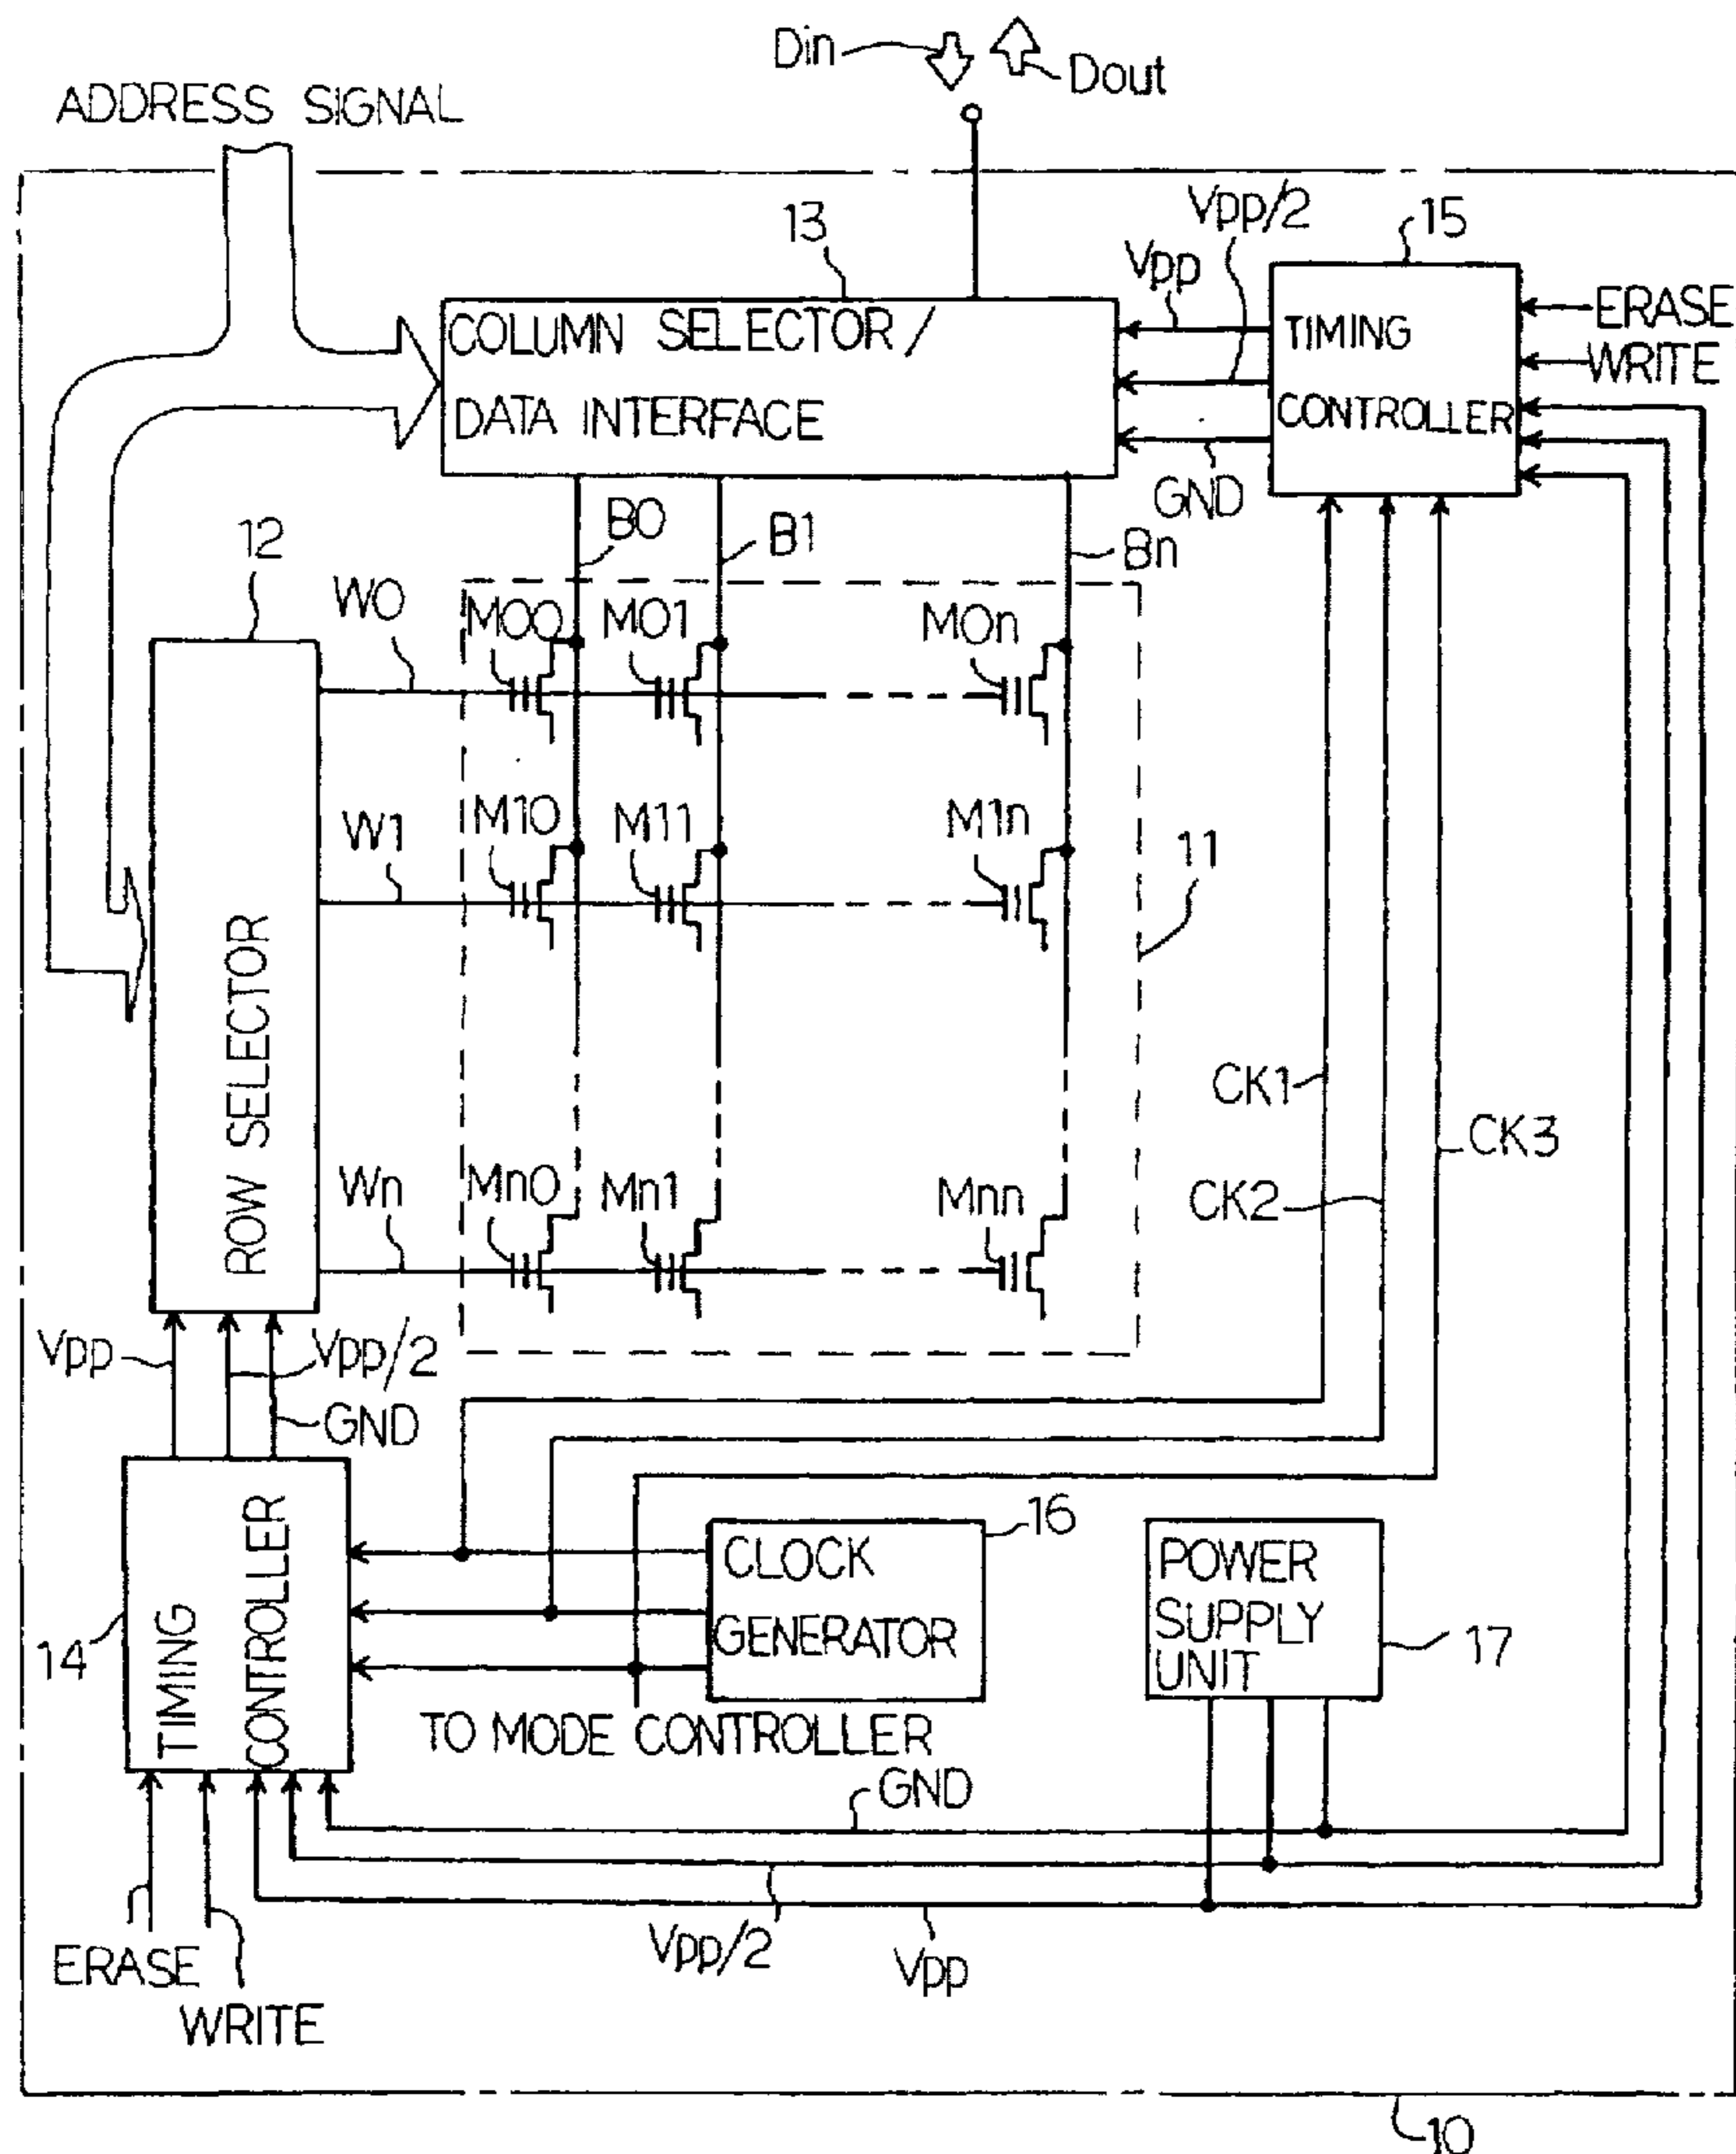 Din
Dout
ADDRESS SIGNAL
Vpp/2
13
15
Vpp
COLUMN SELECTOR/
TIMING
ERASE
WRITE
DATA INTERFACE
CONTROLLER
GND
12
B0
B1
Bn
W0
M00
M01
M0n
W1
M10
M11
M1n
11
ROW SELECTOR
CK1
CK3
Wn
Mn0
Mn1
Mnn
CK2
Vpp
Vpp/2
GND
16
CLOCK
POWER
14
TIMING
CONTROLLER
GENERATOR
SUPPLY
17
UNIT
TO MODE CONTROLLER
GND
ERASE
Vpp/2
Vpp
WRITE
10